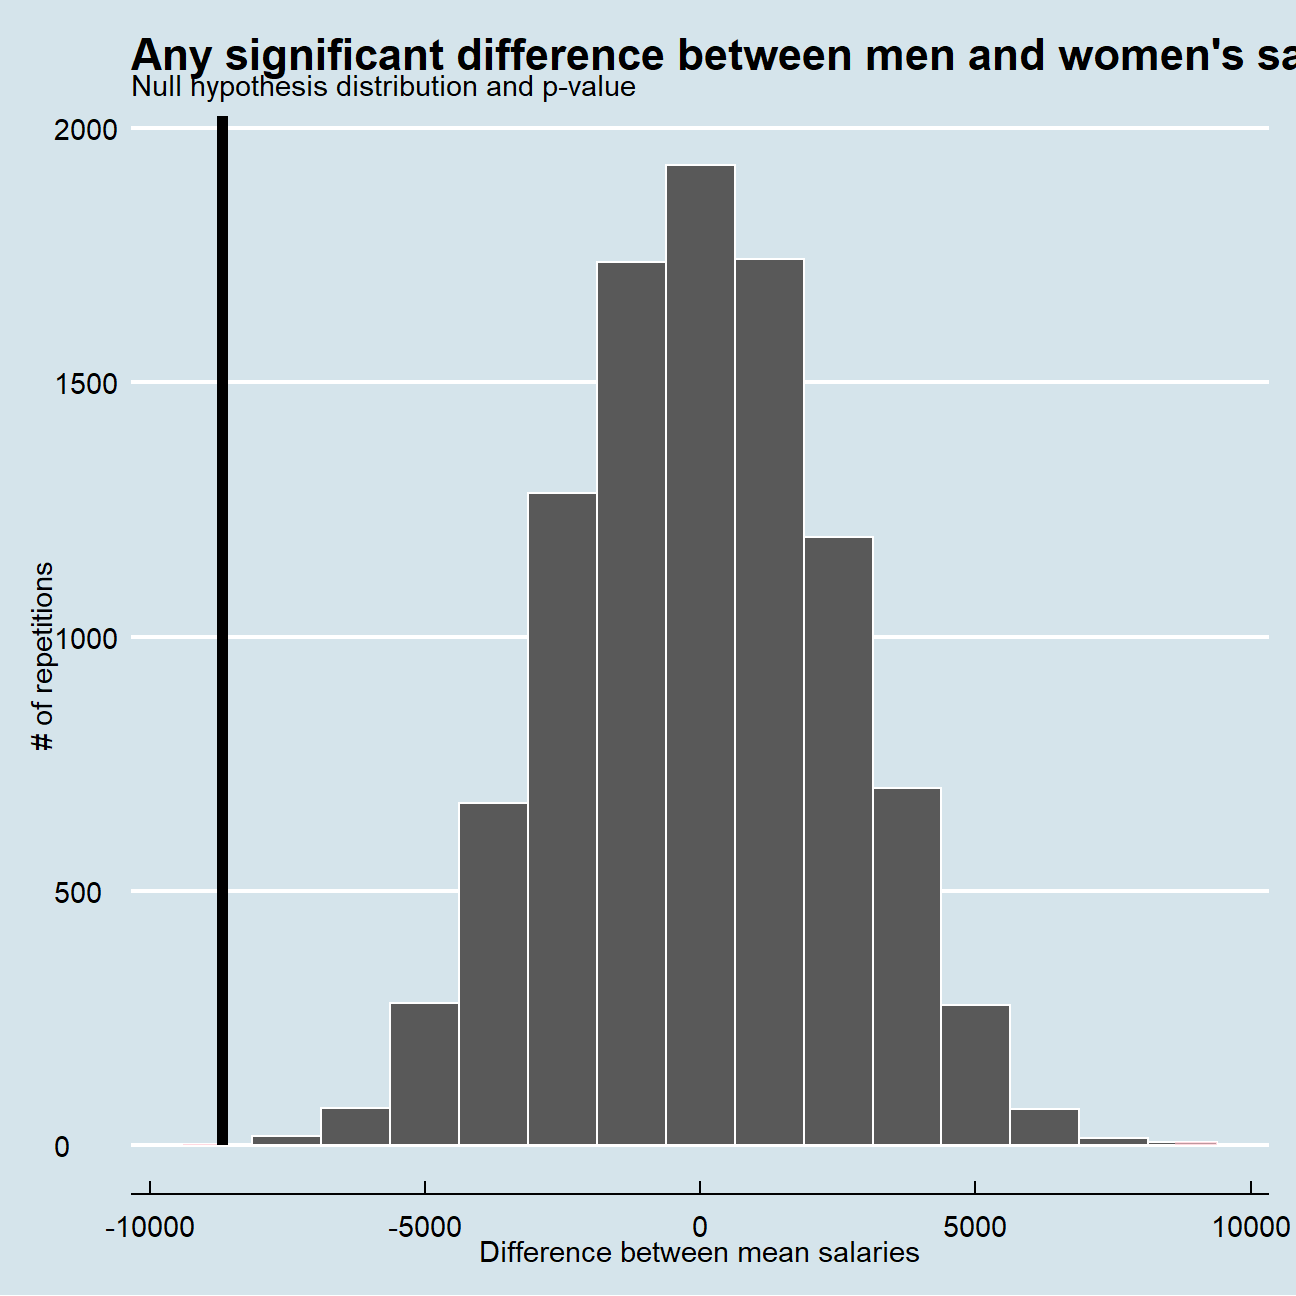 Any significant difference between men and women's sa
Null hypothesis distribution and p-value
2000
1500
1000
500
0
# of repetitions
-10000 -5000 0 5000 10000
Difference between mean salaries